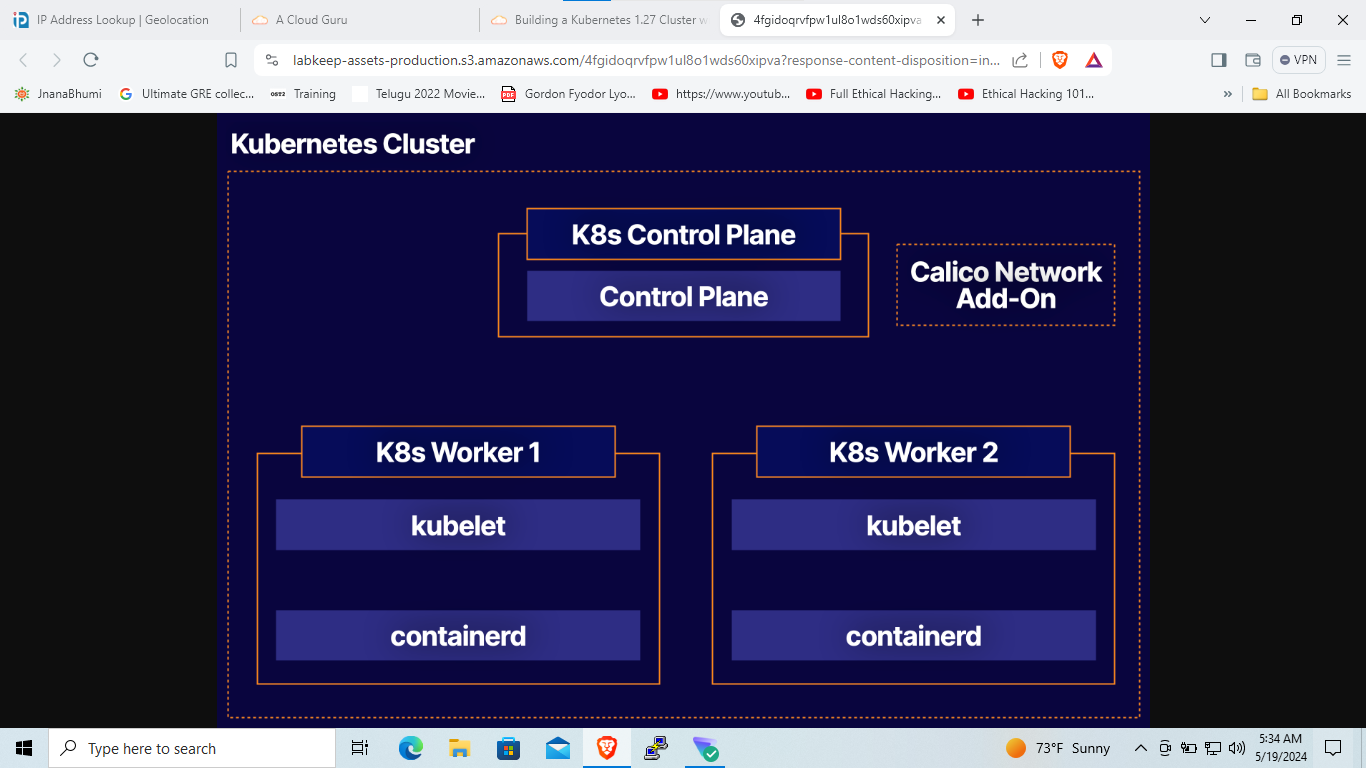 IP Address Lookup | Geolocation
A Cloud Guru
Building a Kubernetes 1.27 Cluster w
4fgidoqrvfpw1ul8o1wds60xipva
labkeep-assets-production.s3.amazonaws.com/4fgidoqrvfpw1ul8o1wds60xipva?response-content-disposition=in...
VPN
JnanaBhumi
Ultimate GRE collec...
OST2
Training
Telugu 2022 Movie...
PDF
Gordon Fyodor Lyo...
https://www.youtub...
Full Ethical Hacking...
Ethical Hacking 101...
»
All Bookmarks
Kubernetes Cluster
K8s Control Plane
Control Plane
Calico Network
Add-On
K8s Worker 1
K8s Worker 2
kubelet
kubelet
containerd
containerd
Type here to search
73°F Sunny
5:34 AM
5/19/2024